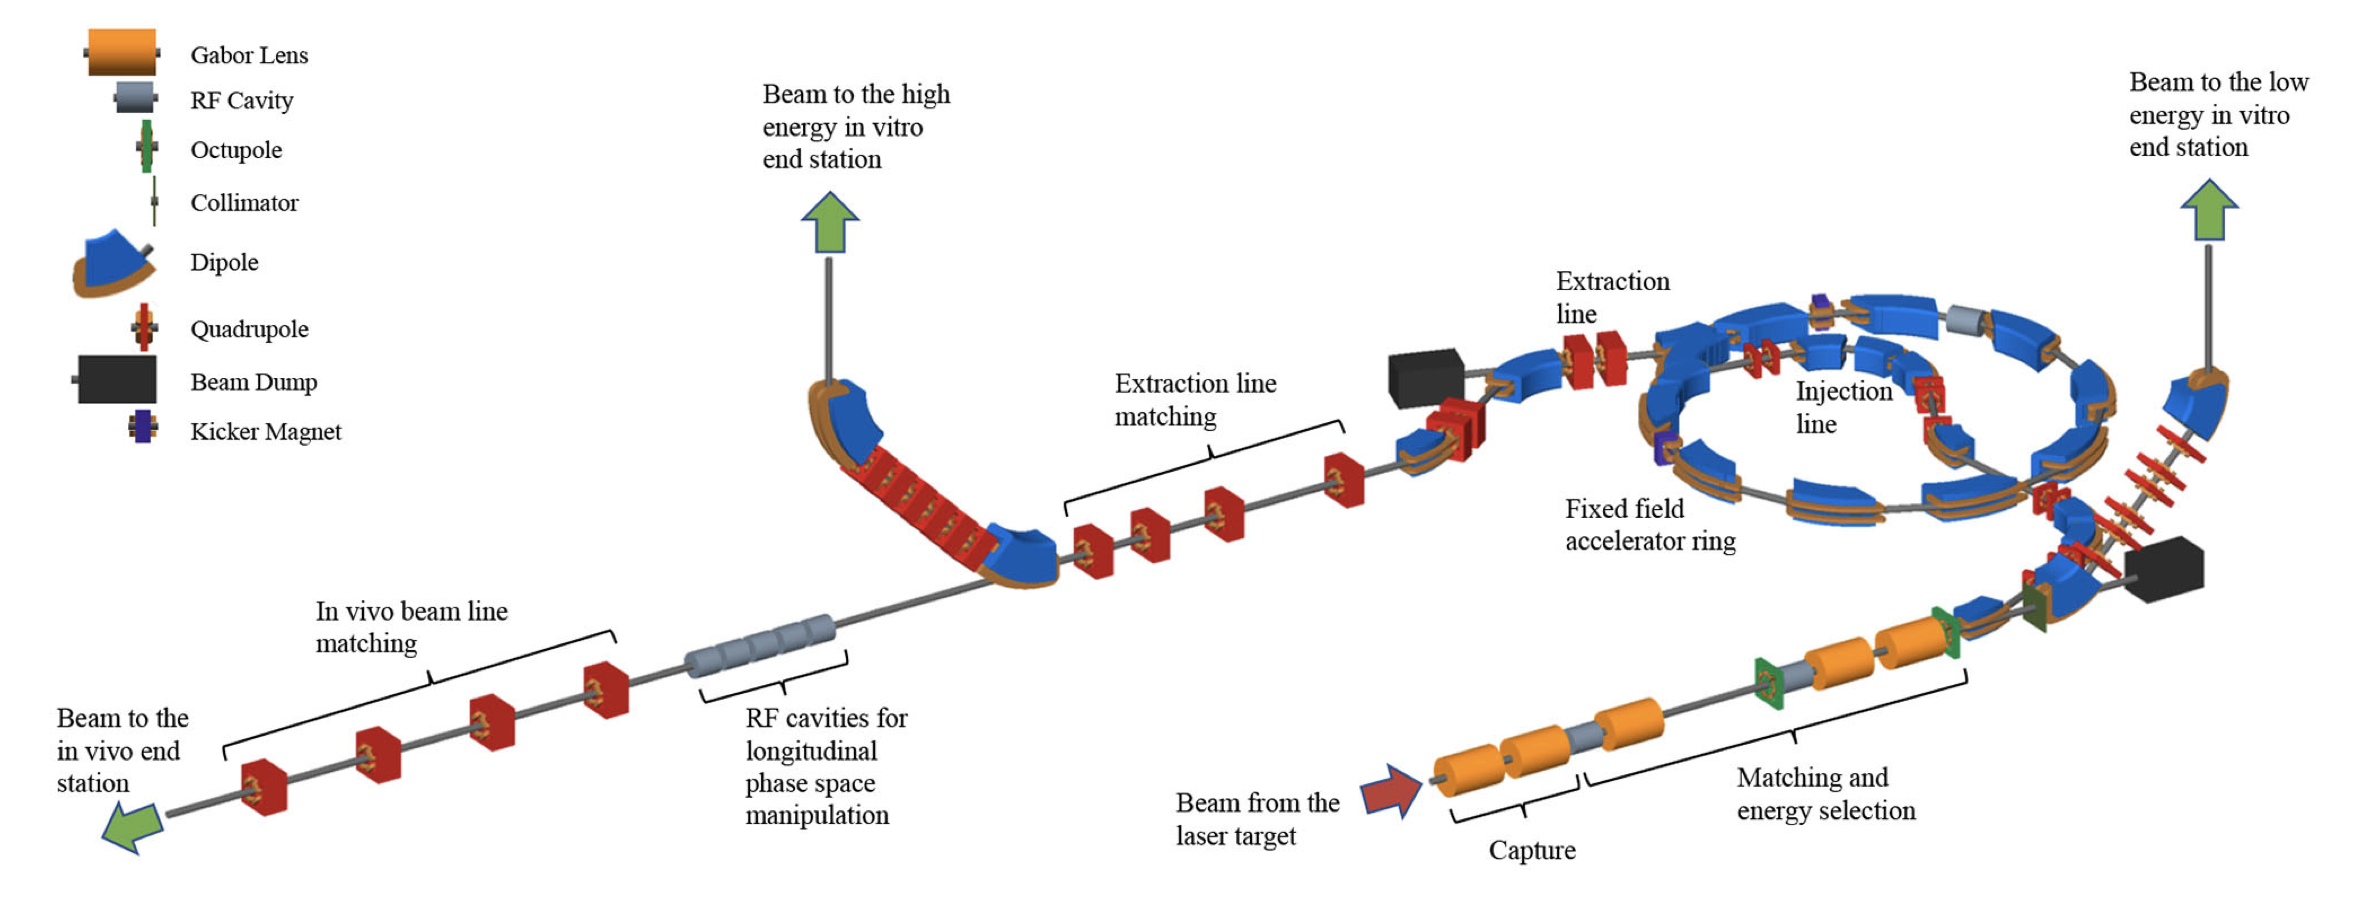 Gabor Lens
RF Cavity
Octupole
Collimator
Dipole
Quadrupole
Beam Dump
Kicker Magnet
Beam to the high
energy in vitro
end station
Beam to the low
energy in vitro
end station
Extraction
line
Extraction line
matching
Injection
line
Fixed field
accelerator ring
In vivo beam line
matching
Beam to the
in vivo end
station
RF cavities for
longitudinal
phase space
manipulation
Beam from the
laser target
Capture
Matching and
energy selection